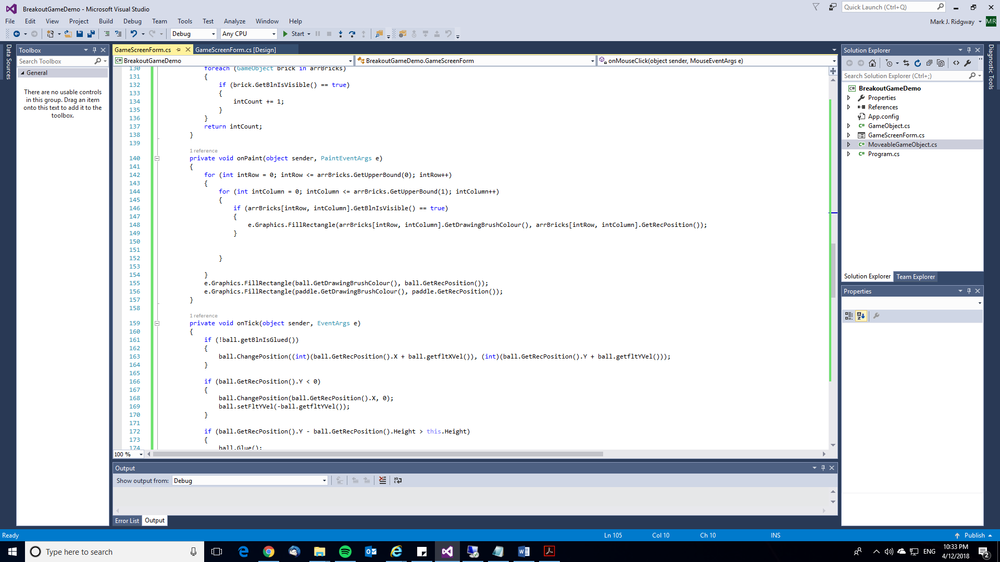 BreakoutGameDemo - Microsoft Visual Studio
Quick Launch (Ctrl+Q)
File Edit View Project Build Debug Team Tools Test Analyze Window Help
Mark J. Ridgway MR
Debug Any CPU Start
Data Sources
Toolbox
Search Toolbox
General
There are no usable controls
in this group. Drag an item
onto this text to add it to the
toolbox.
GameScreenForm.cs GameScreenForm.cs [Design]
BreakoutGameDemo BreakoutGameDemo.GameScreenForm onMouseClick(object sender, MouseEventArgs e)
130 foreach (GameObject brick in arrBricks)
131 {
132 if (brick.GetBlnIsVisible() == true)
133 {
134 intCount += 1;
135 }
136 }
137 return intCount;
138 }
139
1 reference
140 private void onPaint(object sender, PaintEventArgs e)
141 {
142 for (int intRow = 0; intRow <= arrBricks.GetUpperBound(0); intRow++)
143 {
144 for (int intColumn = 0; intColumn <= arrBricks.GetUpperBound(1); intColumn++)
145 {
146 if (arrBricks[intRow, intColumn].GetBlnIsVisible() == true)
147 {
148 e.Graphics.FillRectangle(arrBricks[intRow, intColumn].GetDrawingBrushColour(), arrBricks[intRow, intColumn].GetRecPosition());
149 }
150
151
152 }
153
154 }
155 e.Graphics.FillRectangle(ball.GetDrawingBrushColour(), ball.GetRecPosition());
156 e.Graphics.FillRectangle(paddle.GetDrawingBrushColour(), paddle.GetRecPosition());
157 }
158
1 reference
159 private void onTick(object sender, EventArgs e)
160 {
161 if (!ball.getBlnIsGlued())
162 {
163 ball.ChangePosition((int)(ball.GetRecPosition().X + ball.getfltXVel()), (int)(ball.GetRecPosition().Y + ball.getfltYVel()));
164 }
165
166 if (ball.GetRecPosition().Y < 0)
167 {
168 ball.ChangePosition(ball.GetRecPosition().X, 0);
169 ball.setFltYVel(-ball.getfltYVel());
170 }
171
172 if (ball.GetRecPosition().Y - ball.GetRecPosition().Height > this.Height)
173 {
174 ball.Glue();
100 %
Output
Show output from: Debug
Error List Output
Solution Explorer
Search Solution Explorer (Ctrl+;)
BreakoutGameDemo
Properties
References
App.config
GameObject.cs
GameScreenForm.cs
MoveableGameObject.cs
Program.cs
Solution Explorer Team Explorer
Properties
Diagnostic Tools
Ready Ln 105 Col 10 Ch 10 INS Publish
Type here to search
ENG
10:33 PM
4/12/2018
2